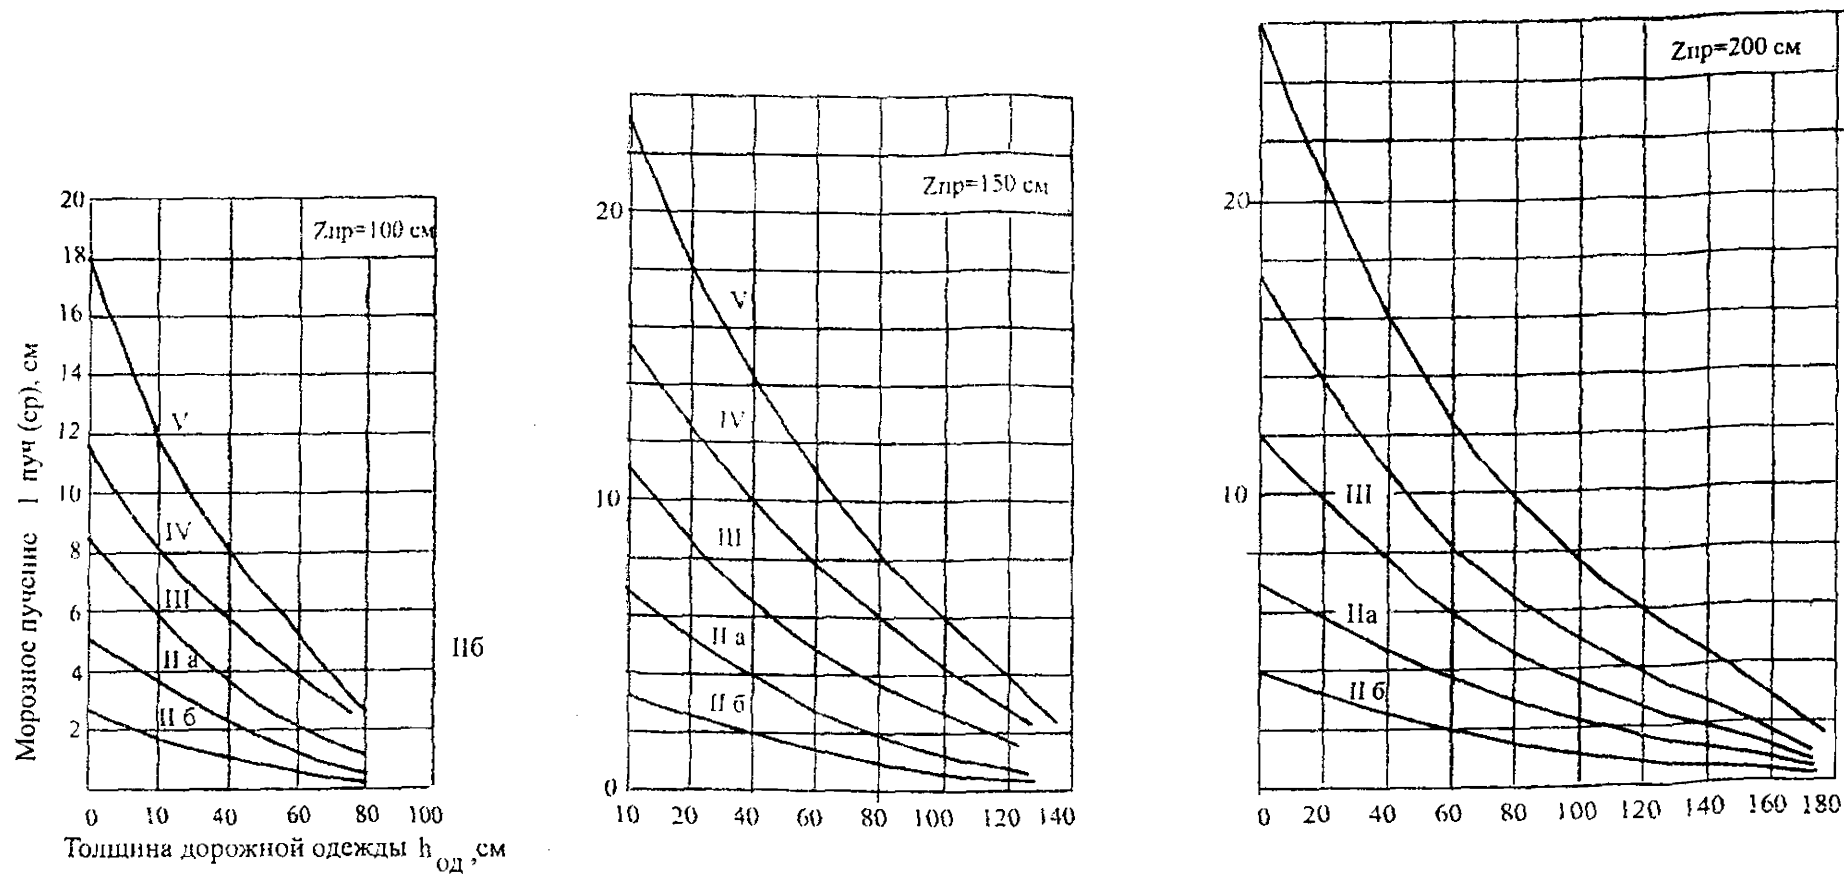 Морозное пучение l пуч (ср), см
20
18
16
14
12
10
8
6
4
2
Zпр=100 см
V
IV
III
II а
II б
IIб
0 10 40 60 80 100
Толщина дорожной одежды hод,см
20
10
0
Zпр=150 см
V
IV
III
II а
II б
10 20 40 60 80 100 120 140
20
10
Zпр=200 см
III
IIа
II б
0 20 40 60 80 100 120 140 160 180